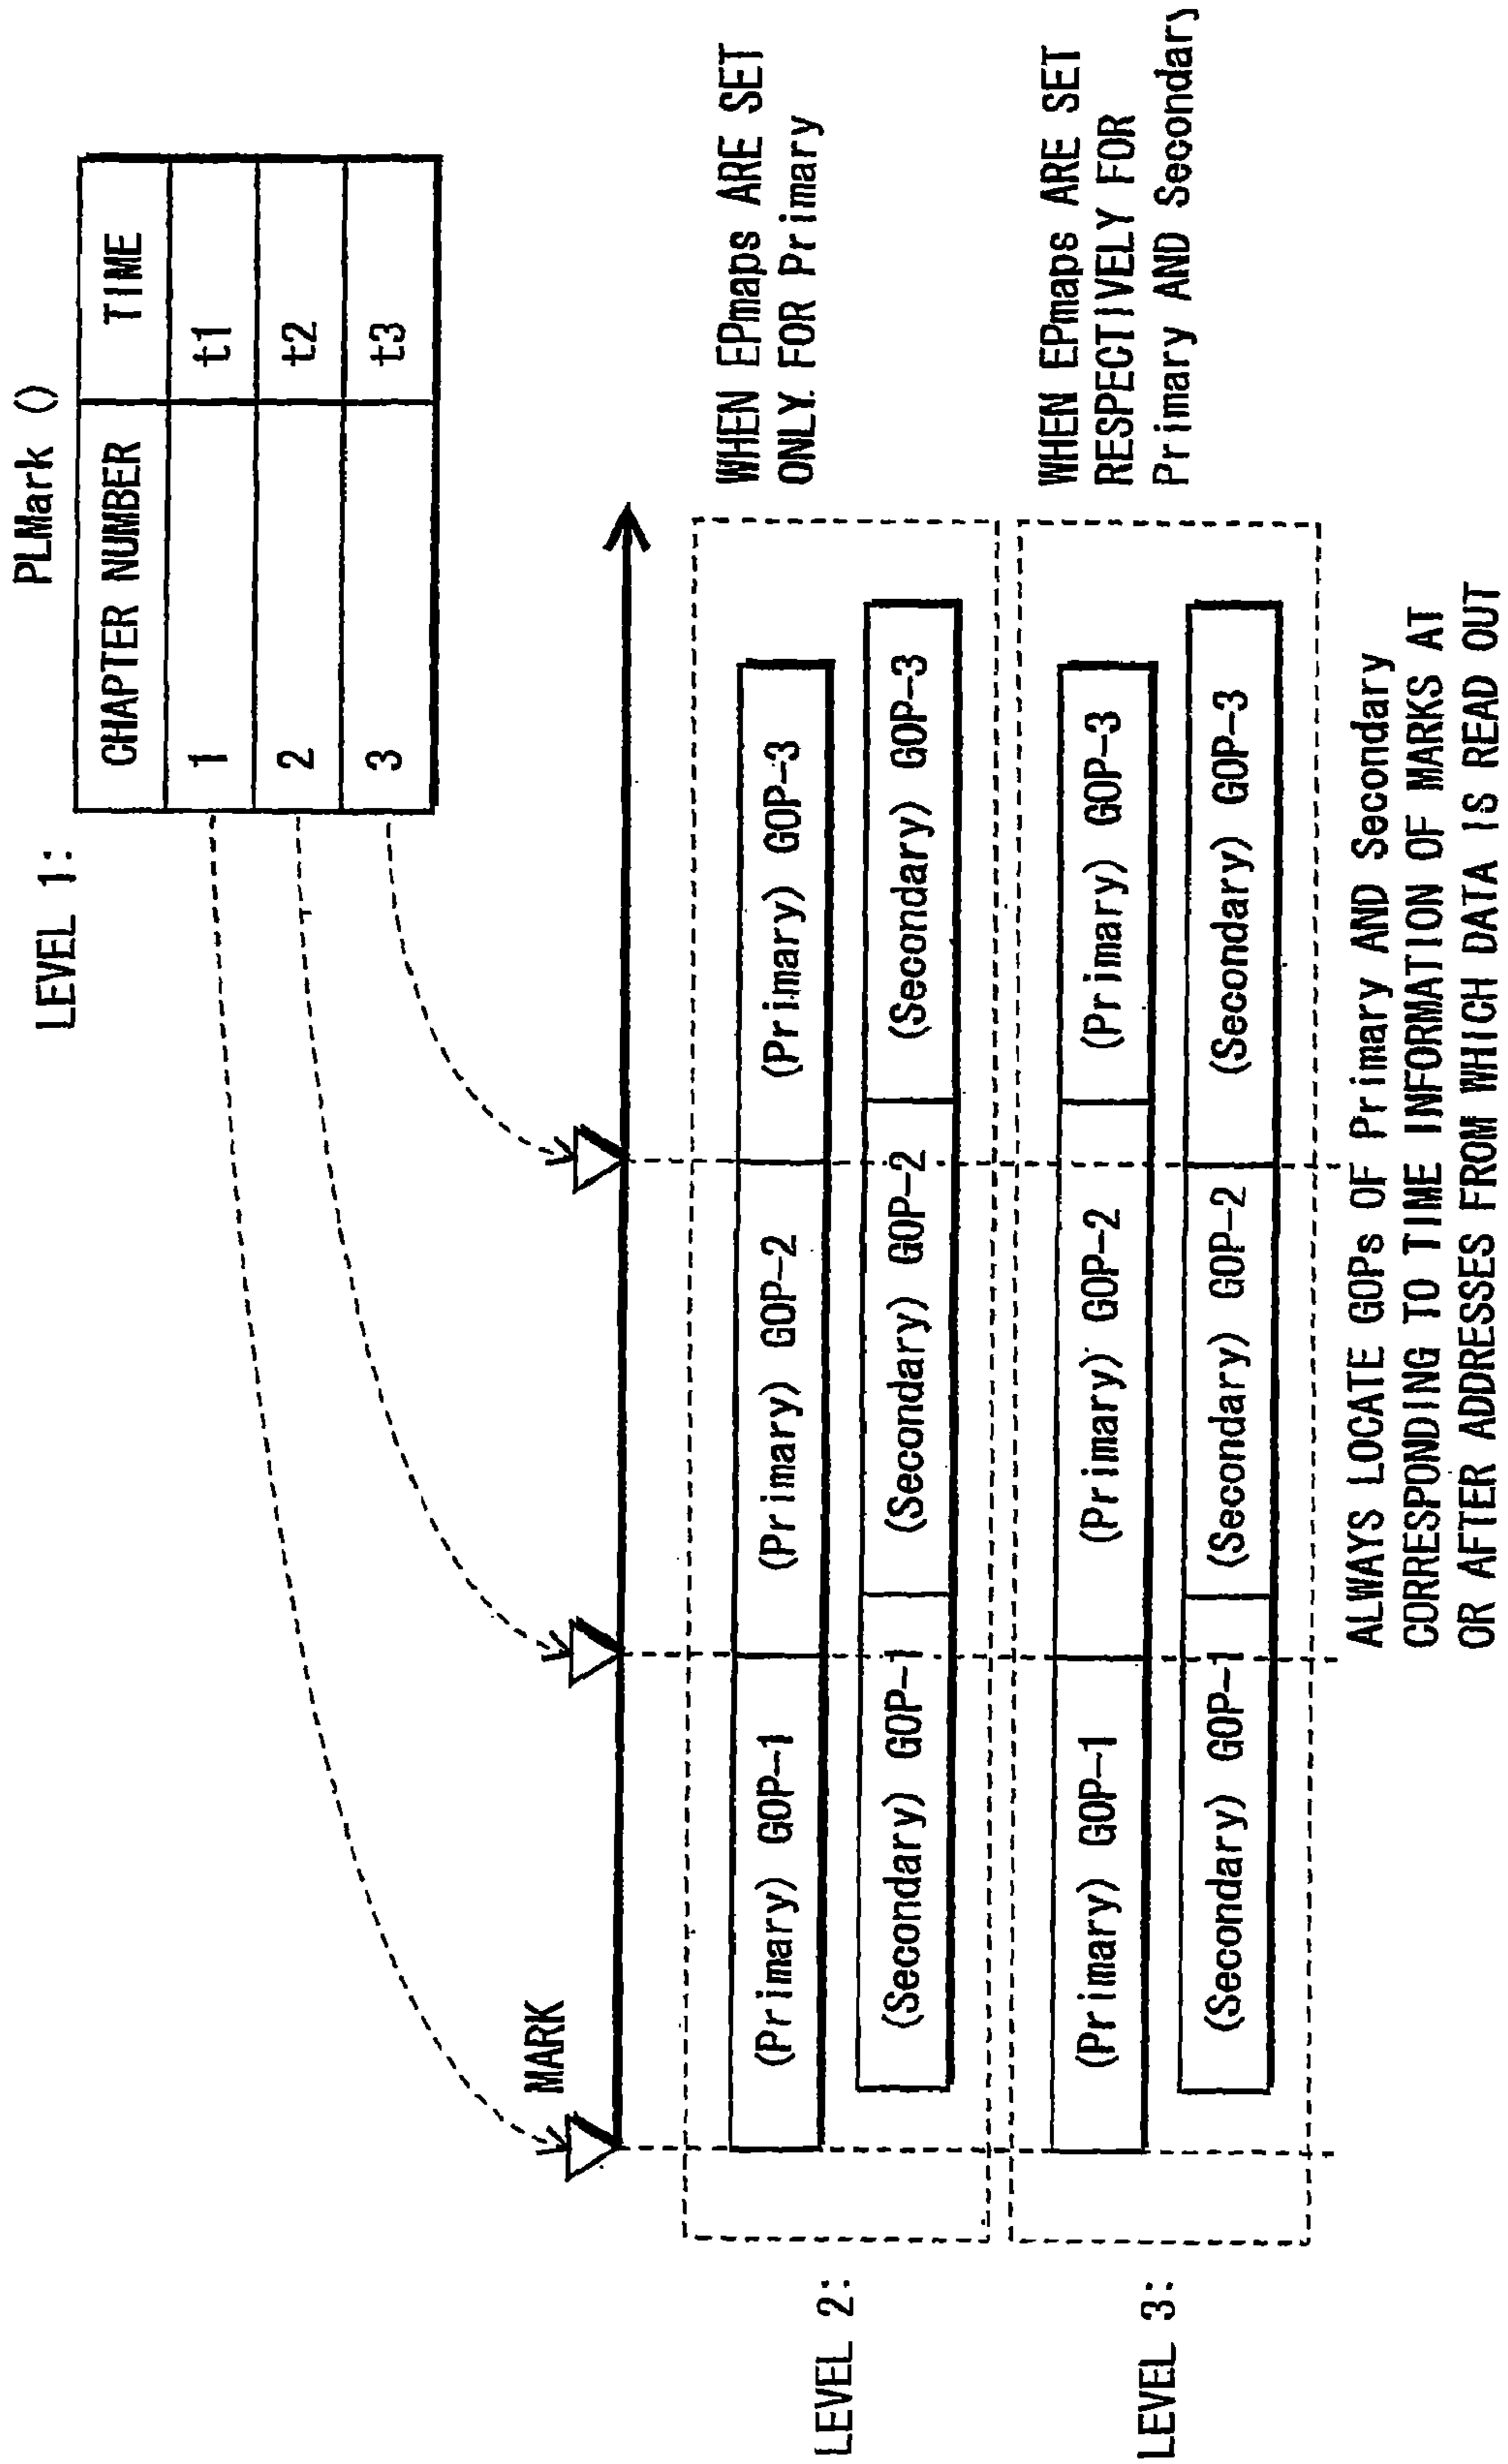 LEVEL 1:
PLMark ()
CHAPTER NUMBER TIME
1 t1
2 t2
3 t3
MARK
LEVEL 2:
(Primary) GOP-1 (Primary) GOP-2 (Primary) GOP-3
(Secondary) GOP-1 (Secondary) GOP-2 (Secondary) GOP-3
WHEN EPmaps ARE SET
ONLY FOR Primary
LEVEL 3:
(Primary) GOP-1 (Primary) GOP-2 (Primary) GOP-3
(Secondary) GOP-1 (Secondary) GOP-2 (Secondary) GOP-3
WHEN EPmaps ARE SET
RESPECTIVELY FOR
Primary AND Secondary
ALWAYS LOCATE GOPs OF Primary AND Secondary
CORRESPONDING TO TIME INFORMATION OF MARKS AT
OR AFTER ADDRESSES FROM WHICH DATA IS READ OUT